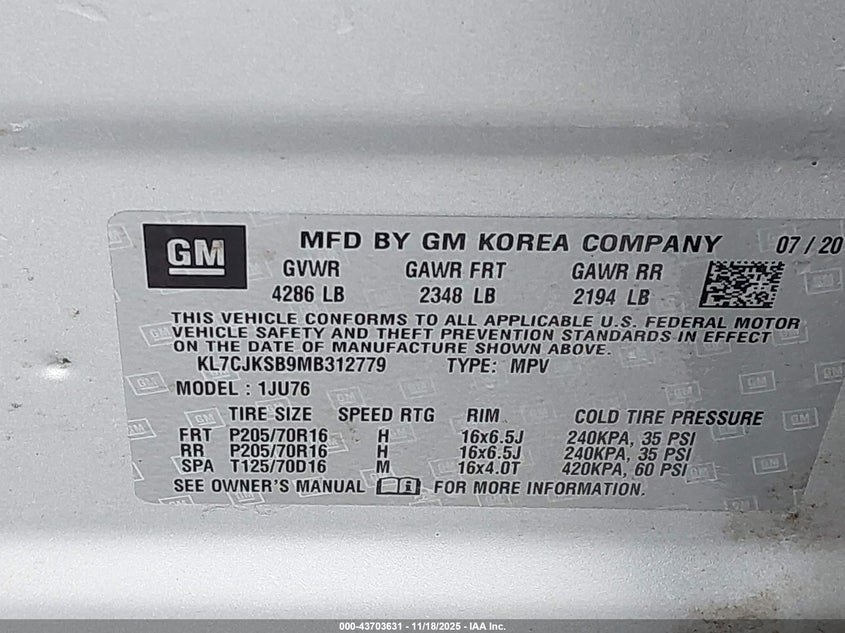 GM MFD BY GM KOREA COMPANY 07/20
GVWR GAWR FRT GAWR RR
4286 LB 2348 LB 2194 LB
THIS VEHICLE CONFORMS TO ALL APPLICABLE U.S. FEDERAL MOTOR
VEHICLE SAFETY AND THEFT PREVENTION STANDARDS IN EFFECT
ON THE DATE OF MANUFACTURE SHOWN ABOVE.
KL7CJKSB9MB312779 TYPE: MPV
MODEL : 1JU76
TIRE SIZE SPEED RTG RIM COLD TIRE PRESSURE
FRT P205/70R16 H 16x6.5J 240KPA, 35 PSI
RR P205/70R16 H 16x6.5J 240KPA, 35 PSI
SPA T125/70D16 M 16x4.0T 420KPA, 60 PSI
SEE OWNER'S MANUAL FOR MORE INFORMATION.
000-43703631 - 11/18/2025 - IAA Inc.